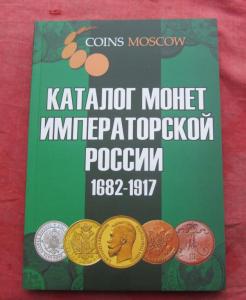 COINS MOSCOW
КАТАЛОГ МОНЕТ
ИМПЕРАТОРСКОЙ
РОССИИ
1682-1917